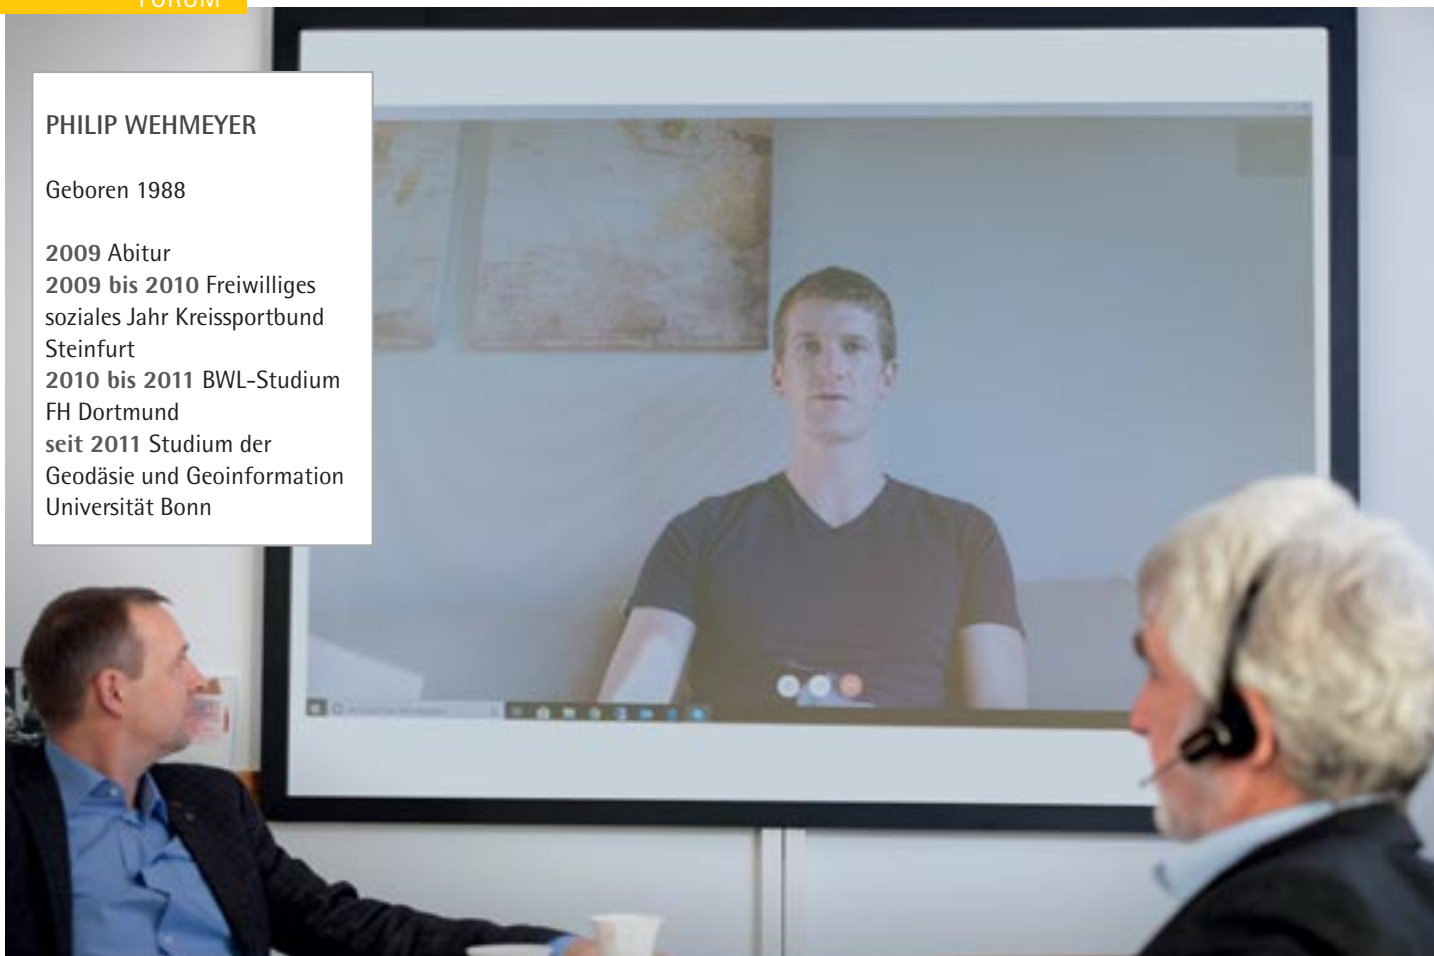 FORUM
PHILIP WEHMEYER
Geboren 1988
2009 Abitur
2009 bis 2010 Freiwilliges
soziales Jahr Kreissportbund
Steinfurt
2010 bis 2011 BWL-Studium
FH Dortmund
seit 2011 Studium der
Geodäsie und Geoinformation
Universität Bonn